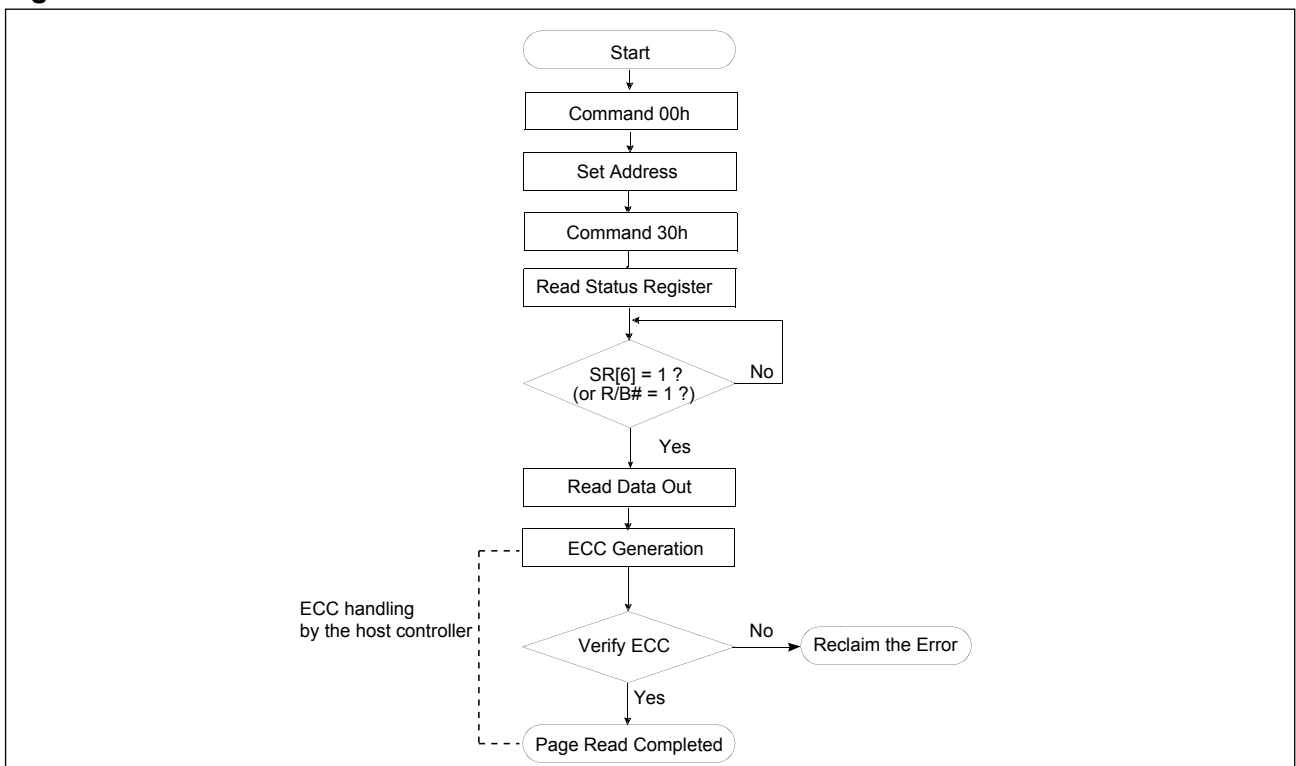 Start
Command 00h
Set Address
Command 30h
Read Status Register
SR[6] = 1 ?
(or R/B# = 1 ?)
No
Yes
Read Data Out
ECC Generation
ECC handling
by the host controller
Verify ECC
No
Reclaim the Error
Yes
Page Read Completed